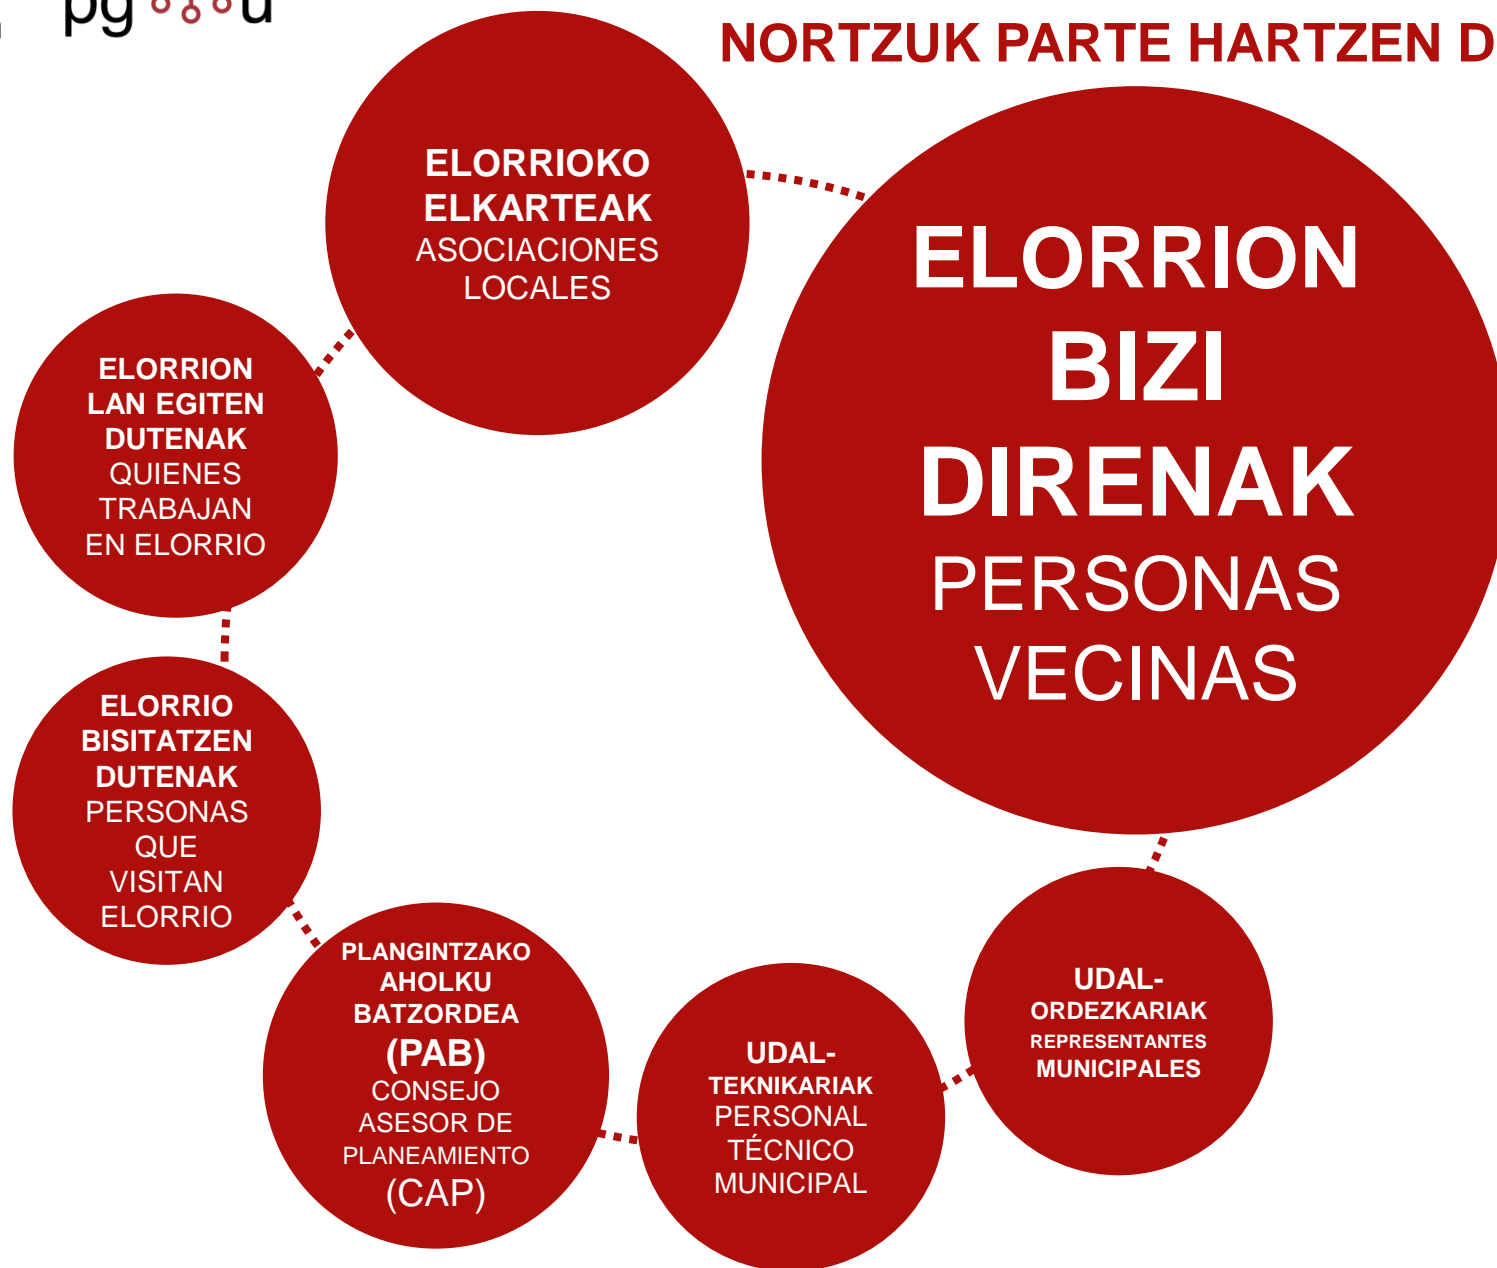 pg u
NORTZUK PARTE HARTZEN D
ELORRIOKO
ELKARTEAK
ASOCIACIONES
LOCALES
ELORRION
BIZI
DIRENAK
PERSONAS
VECINAS
ELORRION
LAN EGITEN
DUTENAK
QUIENES
TRABAJAN
EN ELORRIO
ELORRIO
BISITATZEN
DUTENAK
PERSONAS
QUE
VISITAN
ELORRIO
PLANGINTZAKO
AHOLKU
BATZORDEA
(PAB)
CONSEJO
ASESOR DE
PLANEAMIENTO
(CAP)
UDAL-
TEKNIKARIAK
PERSONAL
TÉCNICO
MUNICIPAL
UDAL-
ORDEZKARIAK
REPRESENTANTES
MUNICIPALES